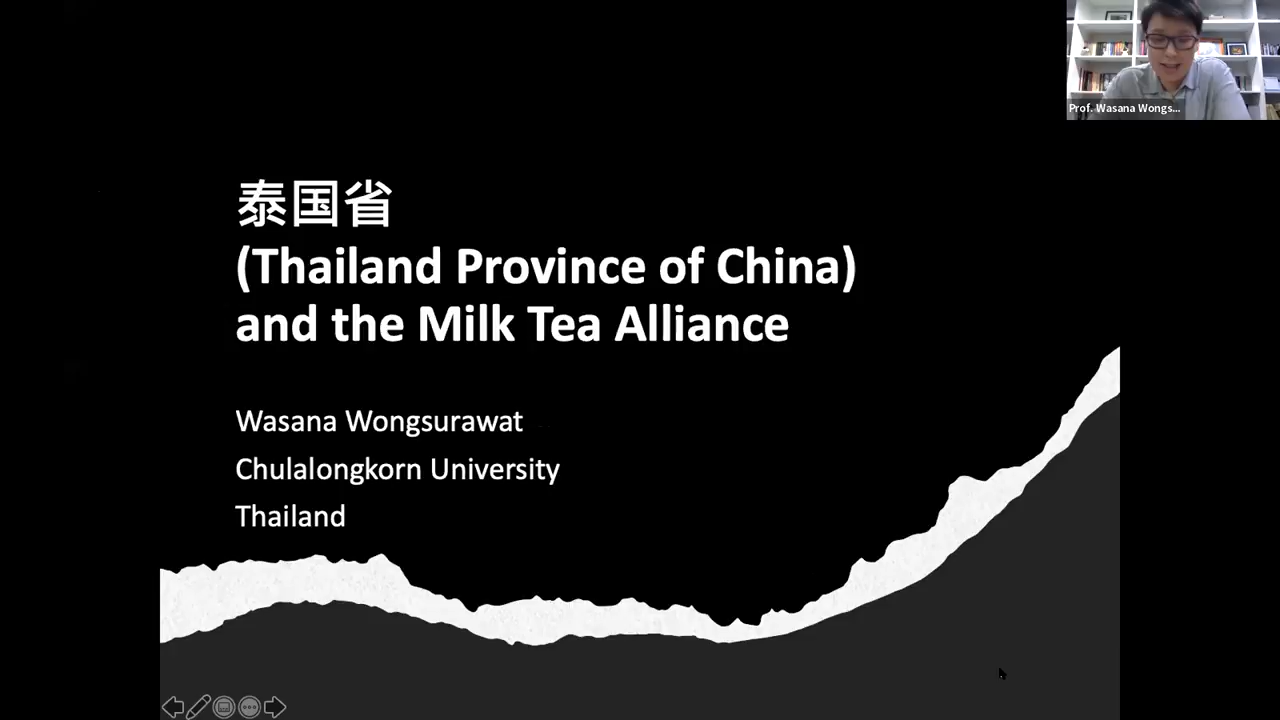 Prof. Wasana Wongs...
泰国省
(Thailand Province of China)
and the Milk Tea Alliance
Wasana Wongsurawat
Chulalongkorn University
Thailand